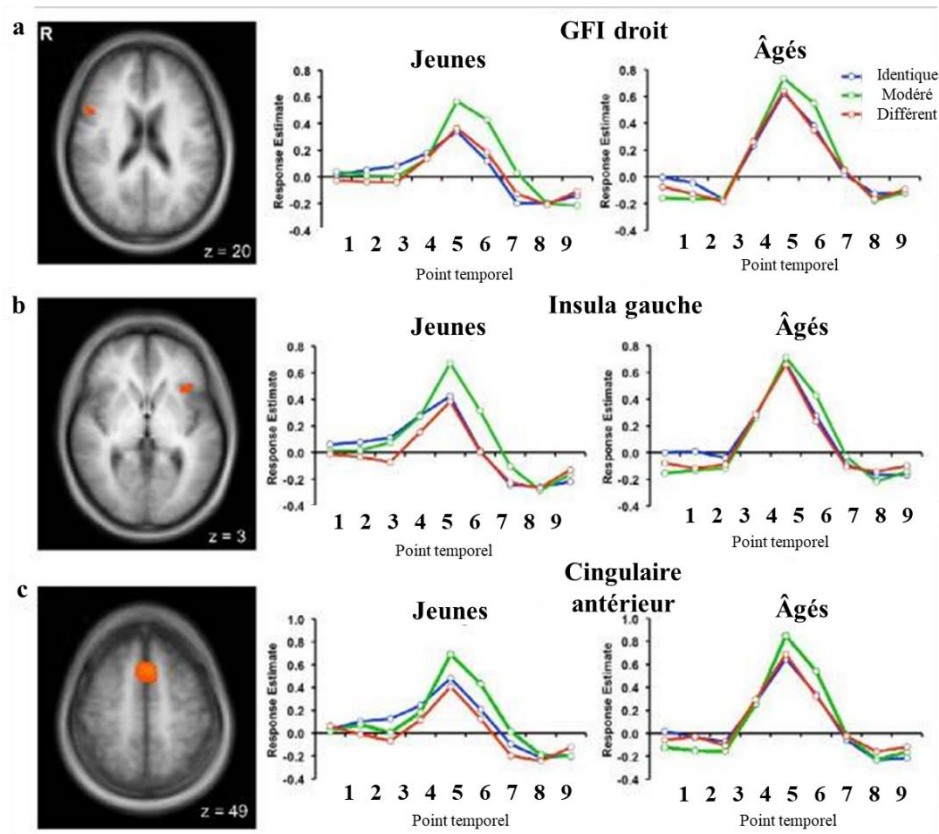 a
GFI droit
R
z = 20
Jeunes
Response Estimate
0.8
0.6
0.4
0.2
0.0
-0.2
-0.4
1 2 3 4 5 6 7 8 9
Point temporel
Âgés
Response Estimate
0.8
0.6
0.4
0.2
0.0
-0.2
-0.4
1 2 3 4 5 6 7 8 9
Point temporel
Identique
Modéré
Différent
b
Insula gauche
z = 3
Jeunes
Response Estimate
0.8
0.6
0.4
0.2
0.0
-0.2
-0.4
1 2 3 4 5 6 7 8 9
Point temporel
Âgés
Response Estimate
0.8
0.6
0.4
0.2
0.0
-0.2
-0.4
1 2 3 4 5 6 7 8 9
Point temporel
c
Cingulaire
antérieur
z = 49
Jeunes
Response Estimate
1.0
0.8
0.6
0.4
0.2
0.0
-0.2
-0.4
1 2 3 4 5 6 7 8 9
Point temporel
Âgés
Response Estimate
1.0
0.8
0.6
0.4
0.2
0.0
-0.2
-0.4
1 2 3 4 5 6 7 8 9
Point temporel